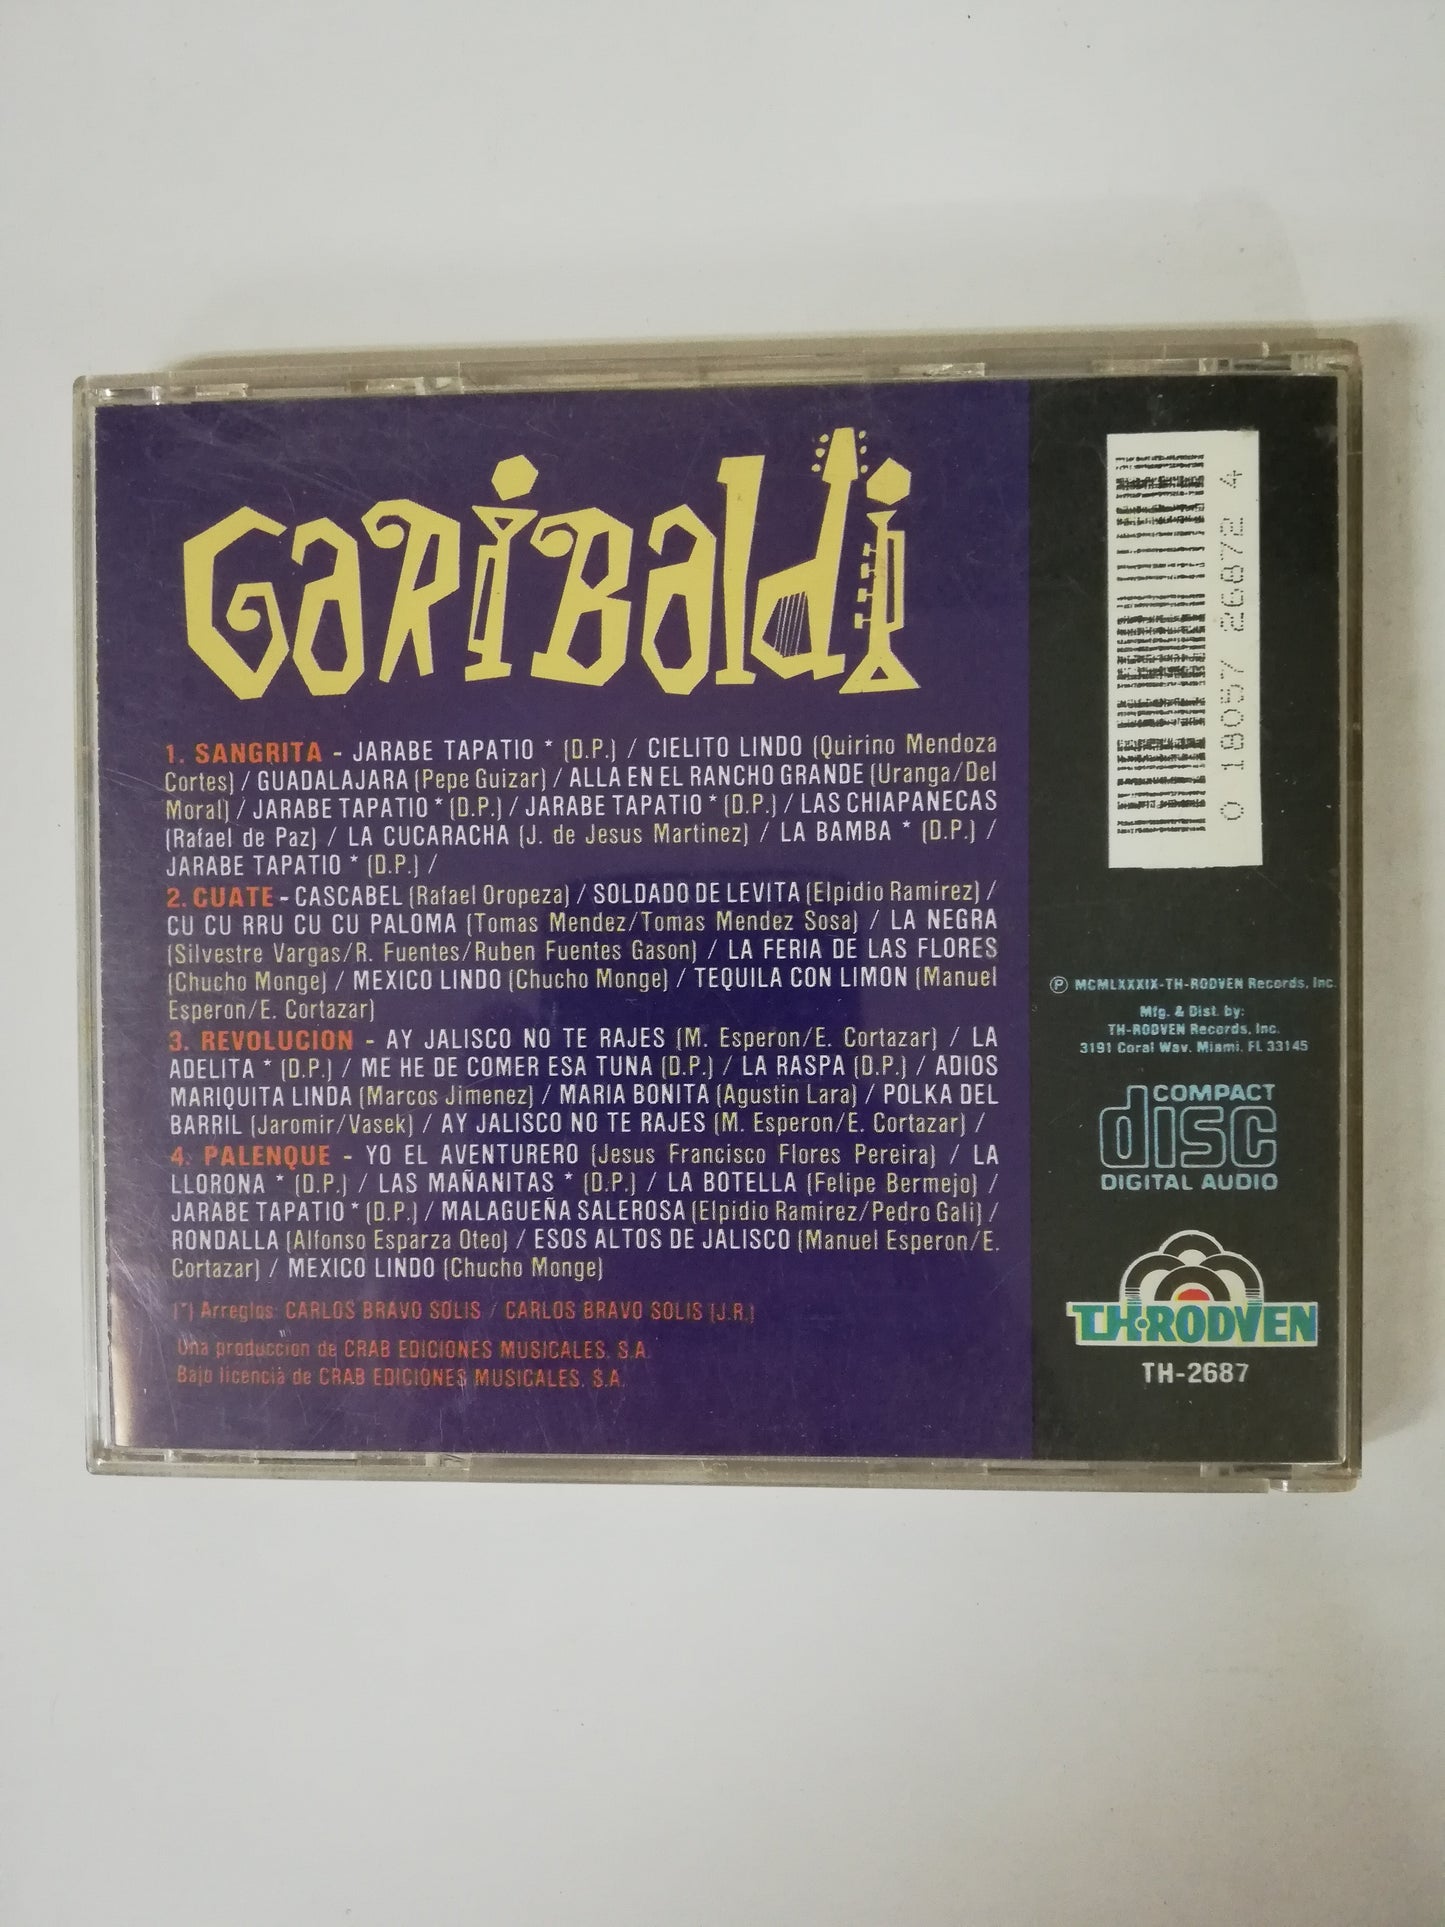 GARIBALDI
1. SANGRITA - JARABE TAPATIO * (D.P.) / CIELITO LINDO (Quirino Mendoza
Cortes) / GUADALAJARA (Pepe Guizar) / ALLA EN EL RANCHO GRANDE (Uranga/Del
Moral) / JARABE TAPATIO * (D.P.) / JARABE TAPATIO * (D.P.) / LAS CHIAPANECAS
(Rafael de Paz) / LA CUCARACHA (J. de Jesus Martinez) / LA BAMBA * (D.P.) /
JARABE TAPATIO * (D.P.) /
2. CUATE - CASCABEL (Rafael Oropeza) / SOLDADO DE LEVITA (Elpidio Ramirez) /
CU CU RRU CU CU PALOMA (Tomas Mendez/Tomas Mendez Sosa) / LA NEGRA
(Silvestre Vargas/R. Fuentes/Ruben Fuentes Gason) / LA FERIA DE LAS FLORES
(Chucho Monge) / MEXICO LINDO (Chucho Monge) / TEQUILA CON LIMON (Manuel
Esperon/E. Cortazar)
3. REVOLUCION - AY JALISCO NO TE RAJES (M. Esperon/E. Cortazar) / LA
ADELITA * (D.P.) / ME HE DE COMER ESA TUNA (D.P.) / LA RASPA (D.P.) / ADIOS
MARIQUITA LINDA (Marcos Jimenez) / MARIA BONITA (Agustin Lara) / POLKA DEL
BARRIL (Jaromir/Vasek) / AY JALISCO NO TE RAJES (M. Esperon/E. Cortazar) /
4. PALENQUE - YO EL AVENTURERO (Jesus Francisco Flores Pereira) / LA
LLORONA * (D.P.) / LAS MAÑANITAS * (D.P.) / LA BOTELLA (Felipe Bermejo) /
JARABE TAPATIO * (D.P.) / MALAGUEÑA SALEROSA (Elpidio Ramirez/Pedro Gali) /
RONDALLA (Alfonso Esparza Oteo) / ESOS ALTOS DE JALISCO (Manuel Esperon/E.
Cortazar) / MEXICO LINDO (Chucho Monge)
(*) Arreglos: CARLOS BRAVO SOLIS / CARLOS BRAVO SOLIS (J.R.)
Una produccion de CRAB EDICIONES MUSICALES, S.A.
Bajo licencia de CRAB EDICIONES MUSICALES, S.A.
0 18057 26872 4
Ⓟ MCMLXXXIX-TH-RODVEN Records, Inc.
Mfg. & Dist. by:
TH-RODVEN Records, Inc.
3191 Coral Way, Miami, FL 33145
COMPACT
disc
DIGITAL AUDIO
TH·RODVEN
TH-2687